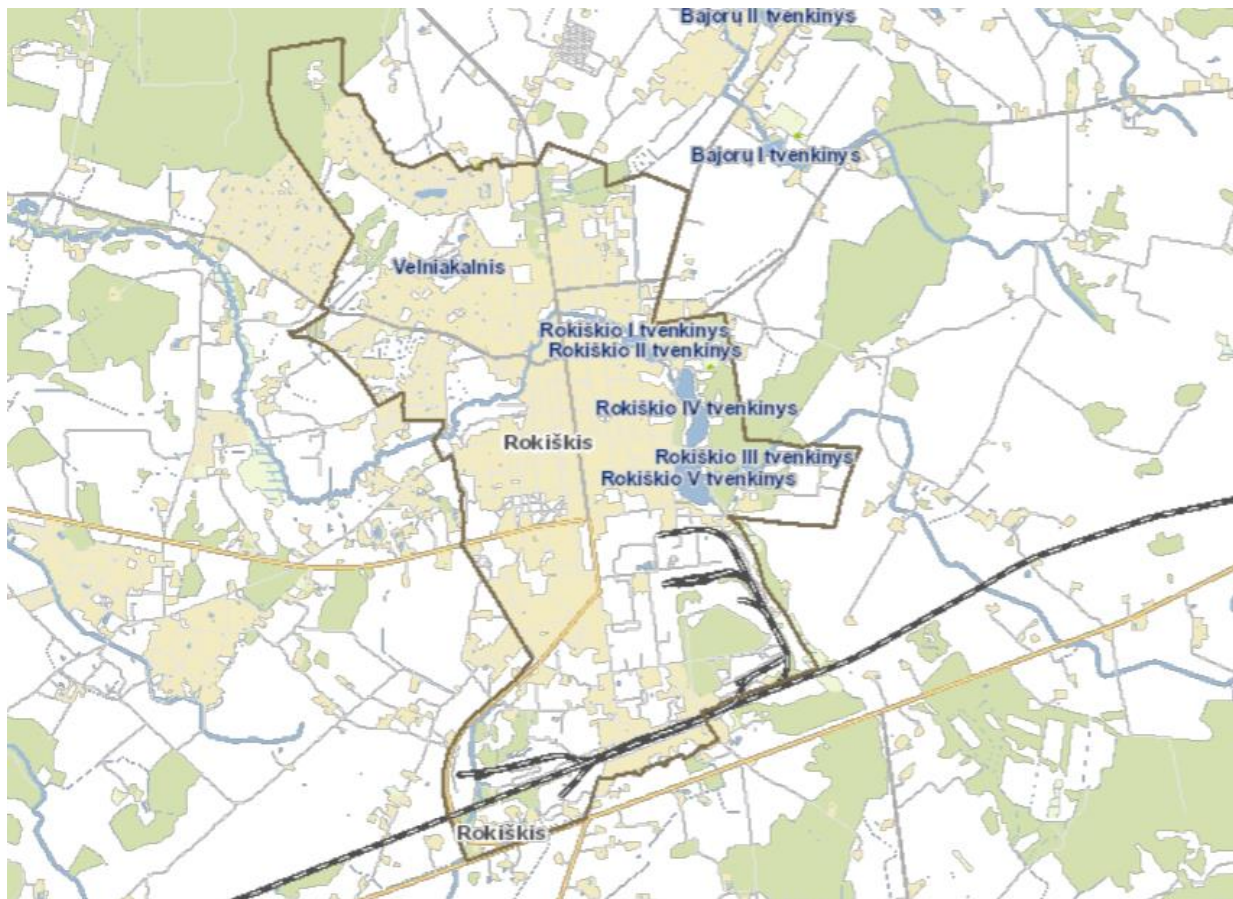 Bajorų II tvenkinys
Bajorų I tvenkinys
Velniakalnis
Rokiškio I tvenkinys
Rokiškio II tvenkinys
Rokiškio IV tvenkinys
Rokiškis
Rokiškio III tvenkinys
Rokiškio V tvenkinys
Rokiškis